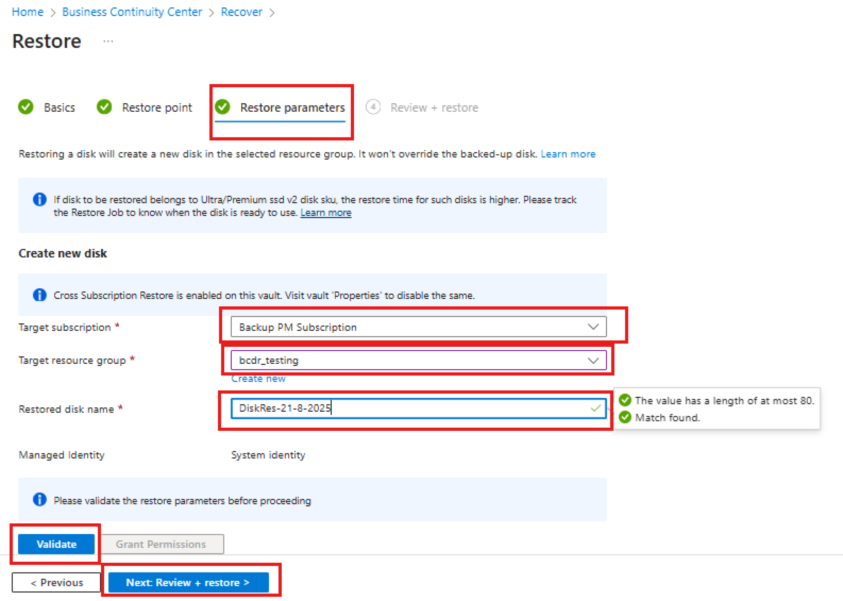 Home > Business Continuity Center > Recover >
Restore ...
Basics Restore point Restore parameters 4 Review + restore
Restoring a disk will create a new disk in the selected resource group. It won't override the backed-up disk. Learn more
If disk to be restored belongs to Ultra/Premium ssd v2 disk sku, the restore time for such disks is higher. Please track
the Restore Job to know when the disk is ready to use. Learn more
Create new disk
Cross Subscription Restore is enabled on this vault. Visit vault 'Properties' to disable the same.
Target subscription * Backup PM Subscription
Target resource group * bcdr_testing
Create new
Restored disk name * DiskRes-21-8-2025
The value has a length of at most 80.
Match found.
Managed Identity System identity
Please validate the restore parameters before proceeding
Validate Grant Permissions
< Previous Next: Review + restore >